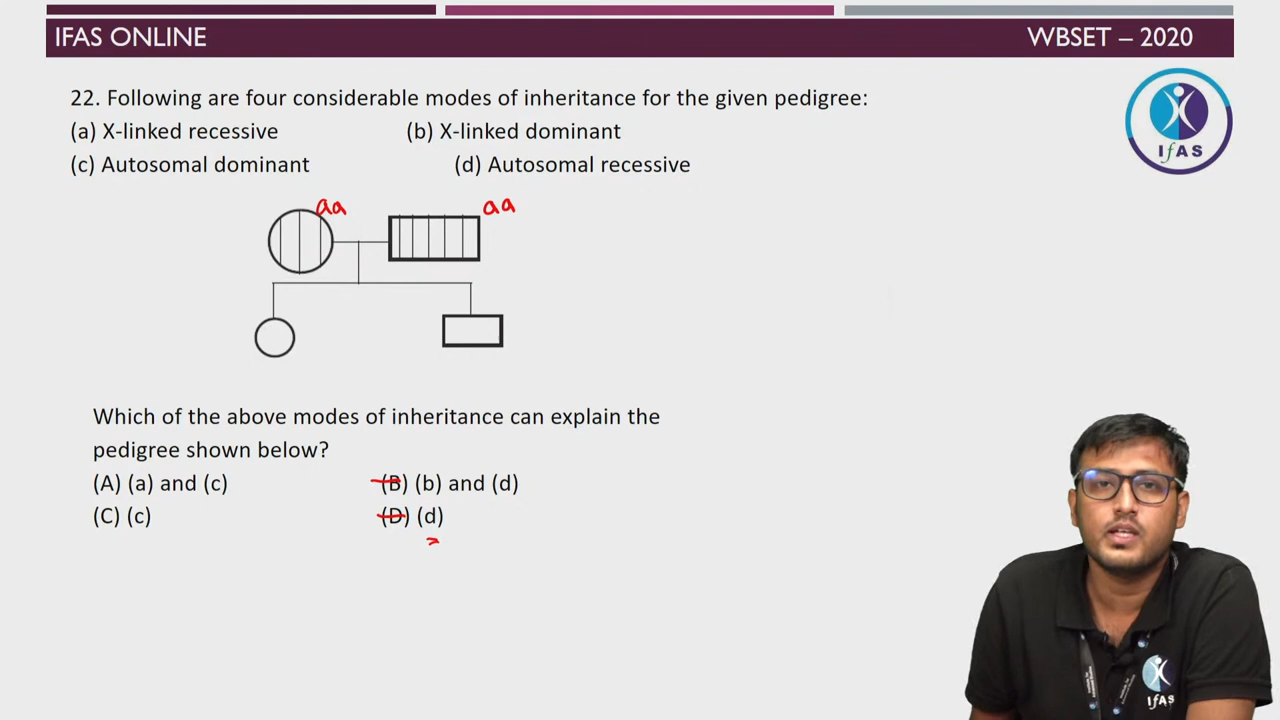 IFAS ONLINE
WBSET – 2020
22. Following are four considerable modes of inheritance for the given pedigree:
(a) X-linked recessive (b) X-linked dominant
(c) Autosomal dominant (d) Autosomal recessive
IfAS
aa aa
Which of the above modes of inheritance can explain the
pedigree shown below?
(A) (a) and (c) (B) (b) and (d)
(C) (c) (D) (d)
IfAS